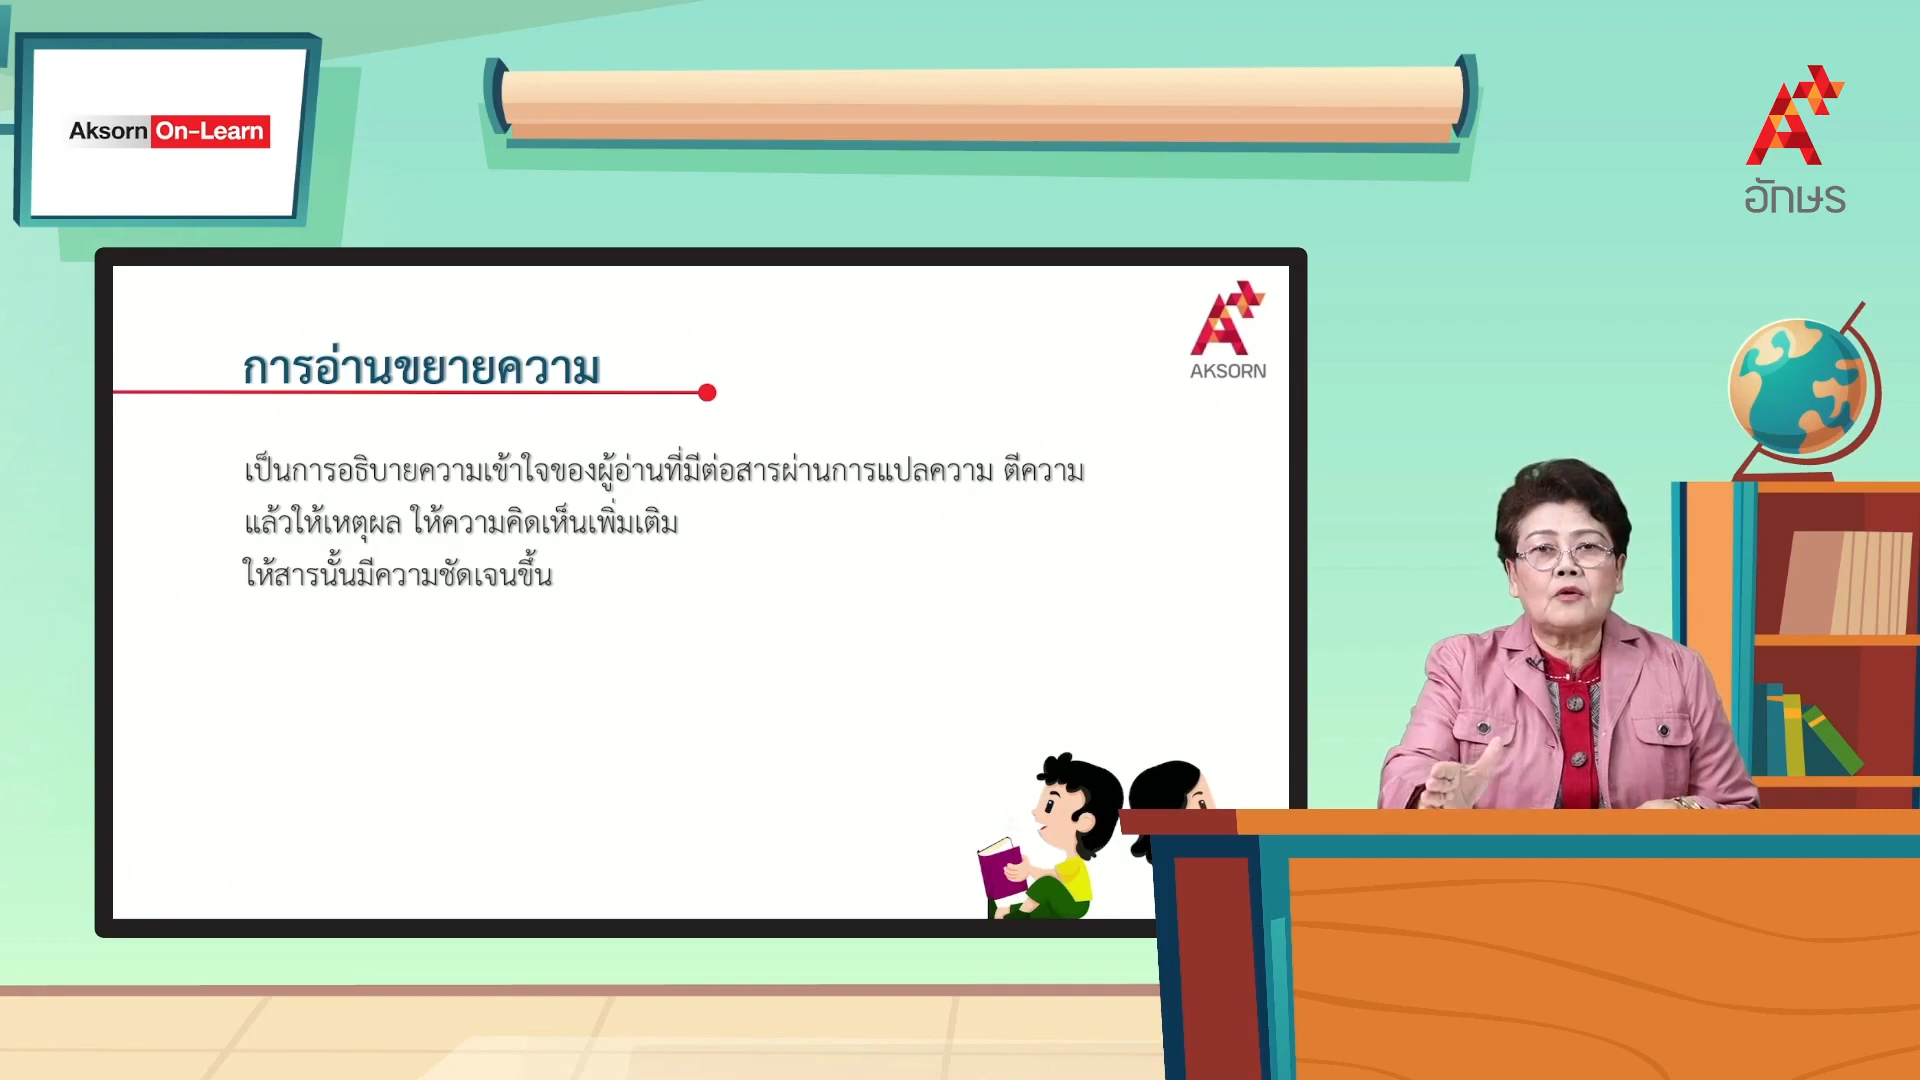 Aksorn On-Learn
อักษร
AKSORN
การอ่านขยายความ
เป็นการอธิบายความเข้าใจของผู้อ่านที่มีต่อสารผ่านการแปลความ ตีความ
แล้วให้เหตุผล ให้ความคิดเห็นเพิ่มเติม
ให้สารนั้นมีความชัดเจนขึ้น